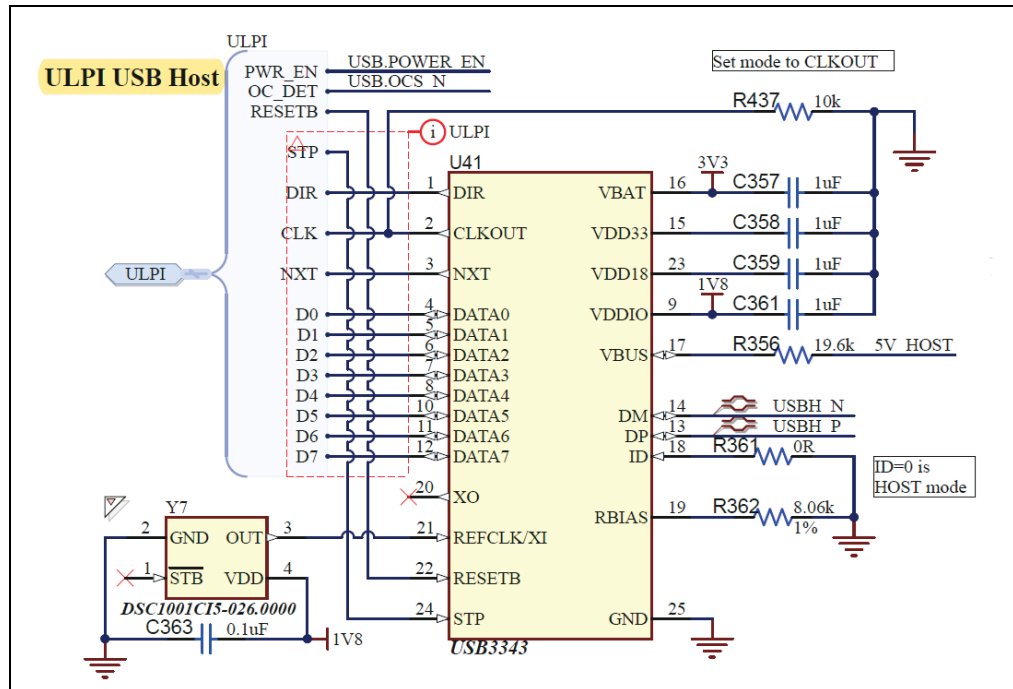 ULPI
ULPI USB Host
PWR_EN
USB.POWER_EN
OC_DET
USB.OCS_N
RESETB
Set mode to CLKOUT
R437
10k
i
ULPI
STP
U41
3V3
DIR
1
DIR
VBAT
16
C357
1uF
CLK
2
CLKOUT
VDD33
15
C358
1uF
ULPI
NXT
3
NXT
VDD18
23
C359
1uF
1V8
D0
4
DATA0
VDDIO
9
C361
1uF
D1
5
DATA1
D2
6
DATA2
VBUS
17
R356
19.6k
5V_HOST
D3
7
DATA3
D4
8
DATA4
D5
10
DATA5
DM
14
USBH_N
D6
11
DATA6
DP
13
USBH_P
D7
12
DATA7
ID
18
R361
0R
ID=0 is
HOST mode
20
XO
Y7
2
GND
OUT
3
21
REFCLK/XI
RBIAS
19
R362
8.06k
1%
1
STB
VDD
4
22
RESETB
DSC1001CI5-026.0000
C363
0.1uF
1V8
24
STP
GND
25
USB3343